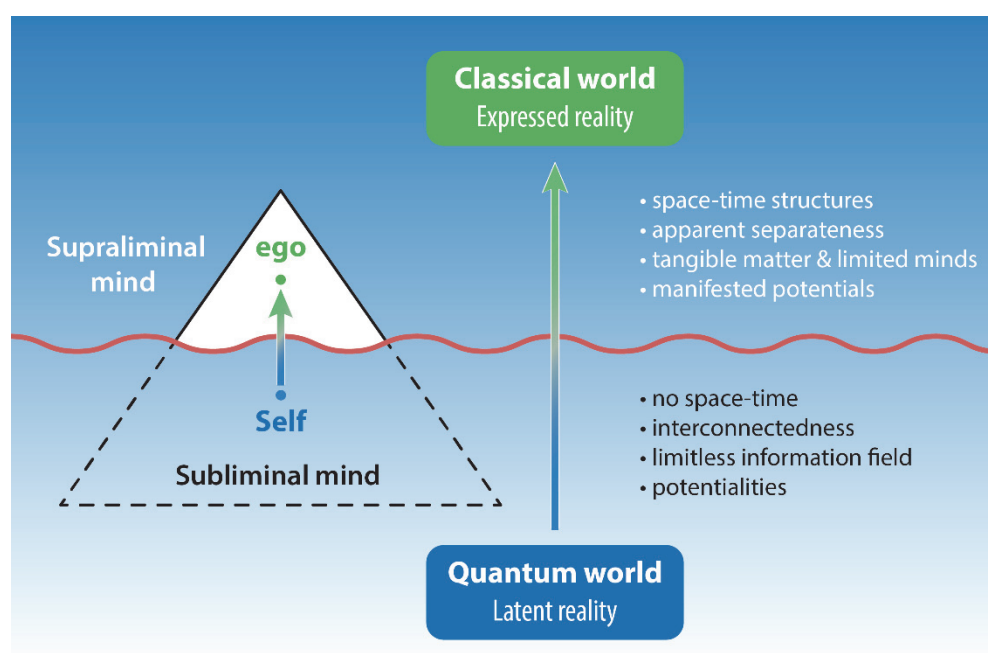 Classical world
Expressed reality
Supraliminal
mind
ego
• space-time structures
• apparent separateness
• tangible matter & limited minds
• manifested potentials
Self
Subliminal mind
• no space-time
• interconnectedness
• limitless information field
• potentialities
Quantum world
Latent reality